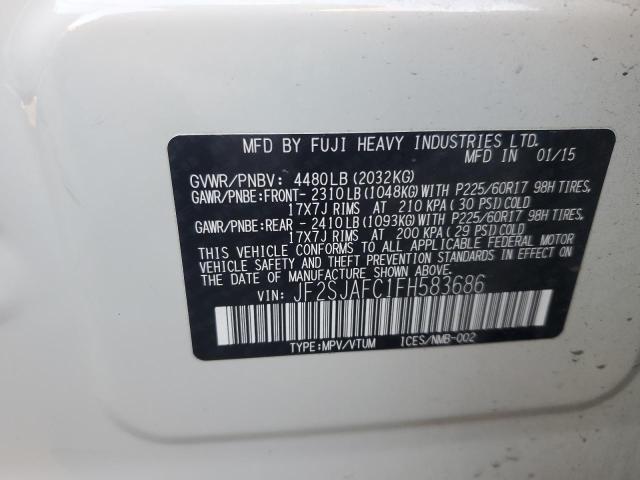 MFD BY FUJI HEAVY INDUSTRIES LTD.
MFD IN 01/15
GVWR/PNBV: 4480LB(2032KG)
GAWR/PNBE:FRONT- 2310LB(1048KG)WITH P225/60R17 98H TIRES,
17X7J RIMS AT 210 KPA(30 PSI)COLD
GAWR/PNBE:REAR - 2410LB(1093KG)WITH P225/60R17 98H TIRES,
17X7J RIMS AT 200 KPA(29 PSI)COLD
THIS VEHICLE CONFORMS TO ALL APPLICABLE FEDERAL MOTOR
VEHICLE SAFETY AND THEFT PREVENTION STANDARDS IN EFFECT ON
THE DATE OF MANUFACTURE SHOWN ABOVE.
VIN: JF2SJAFC1FH583686
TYPE:MPV/VTUM ICES/NMB-002